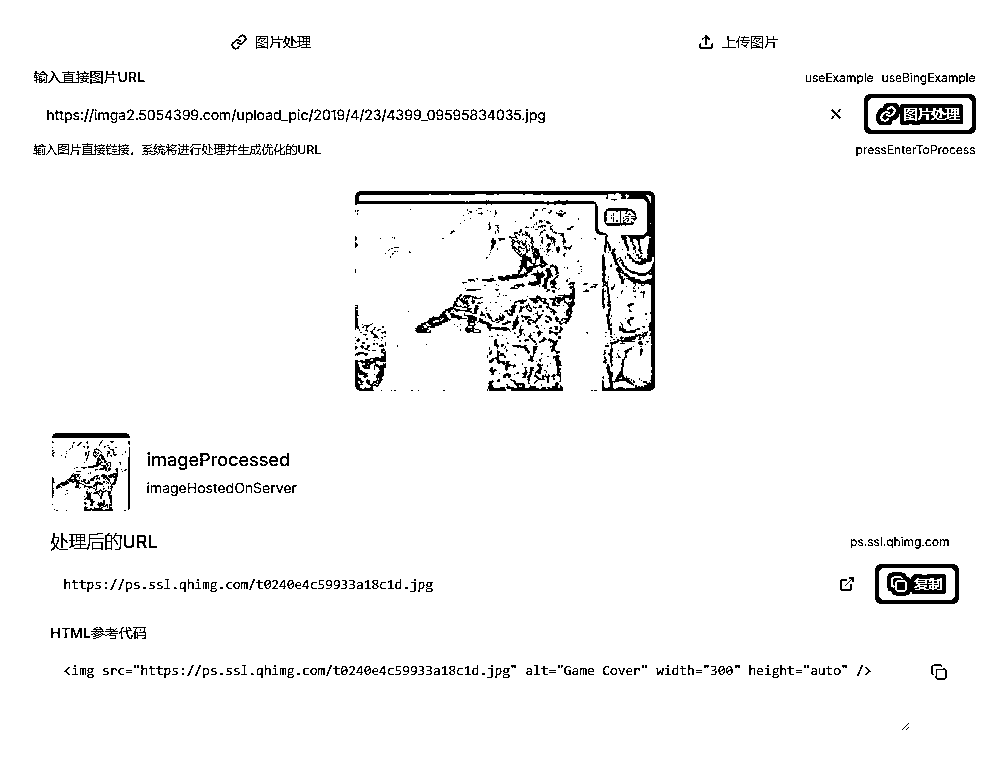 图片处理
上传图片
输入直接图片URL
useExample useBingExample
https://imga2.5054399.com/upload_pic/2019/4/23/4399_09595834035.jpg
图片处理
输入图片直接链接，系统将进行处理并生成优化的URL
pressEnterToProcess
删除
imageProcessed
imageHostedOnServer
处理后的URL
ps.ssl.qhimg.com
https://ps.ssl.qhimg.com/t0240e4c59933a18c1d.jpg
复制
HTML参考代码
<img src="https://ps.ssl.qhimg.com/t0240e4c59933a18c1d.jpg" alt="Game Cover" width="300" height="auto" />